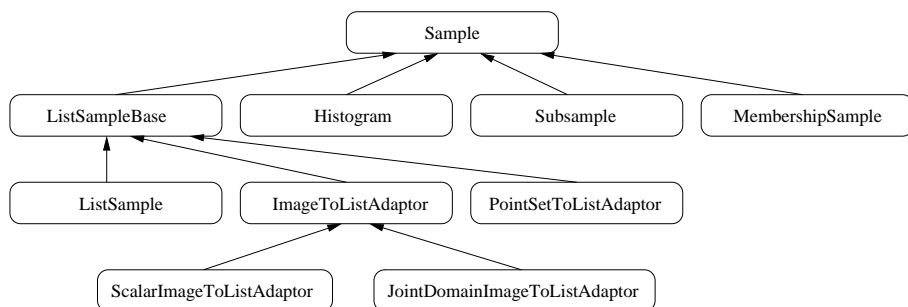 Sample
ListSampleBase
Histogram
Subsample
MembershipSample
ListSample
ImageToListAdaptor
PointSetToListAdaptor
ScalarImageToListAdaptor
JointDomainImageToListAdaptor